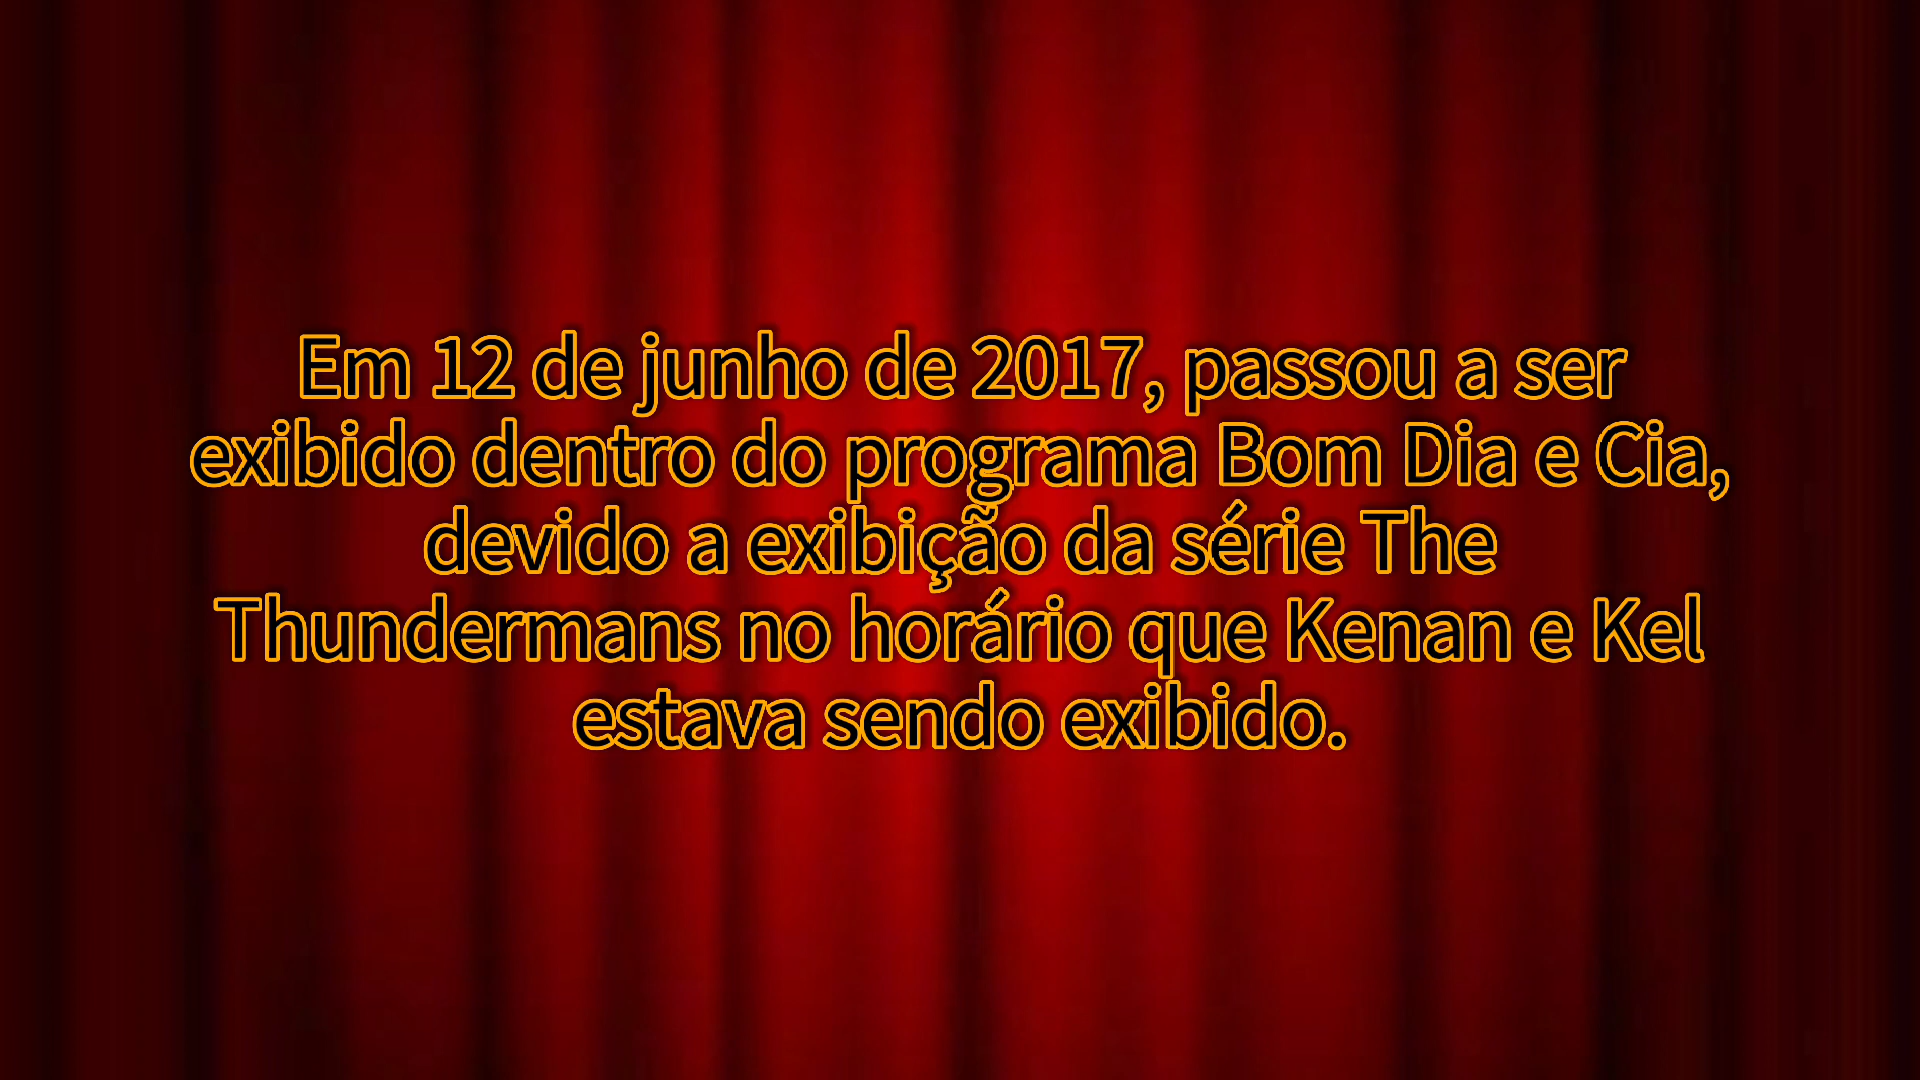 Em 12 de junho de 2017, passou a ser
exibido dentro do programa Bom Dia e Cia,
devido a exibição da série The
Thundermans no horário que Kenan e Kel
estava sendo exibido.